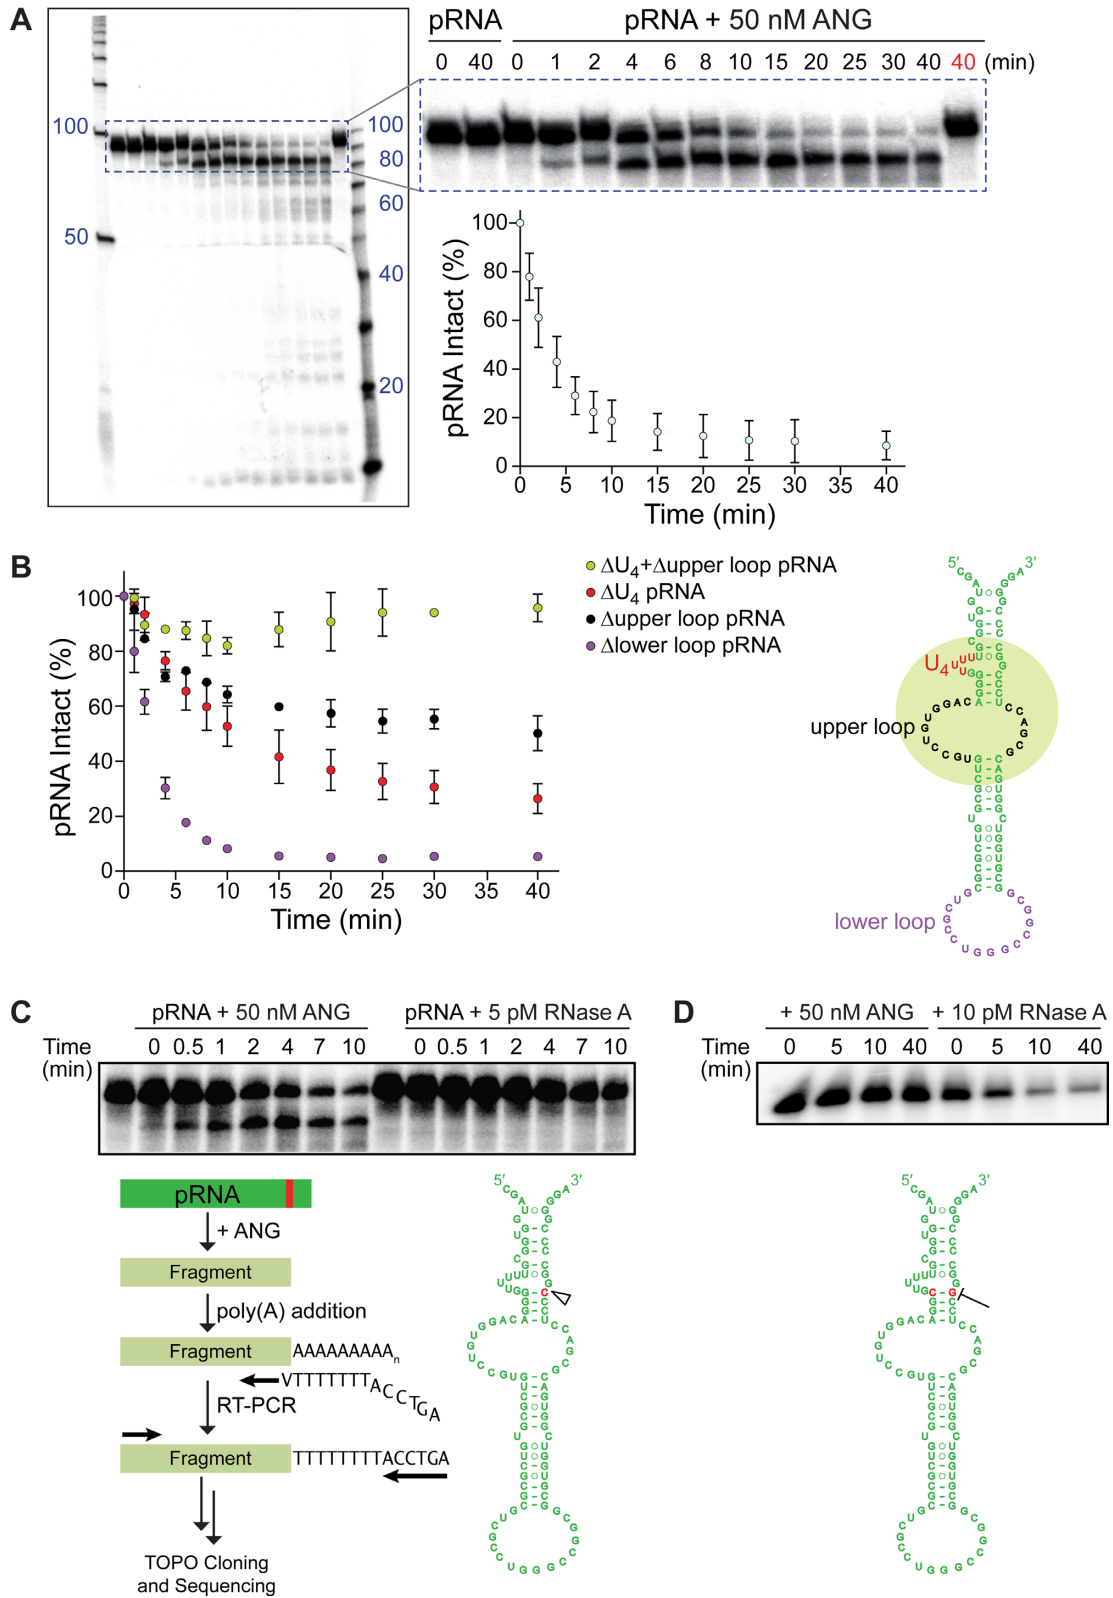 A
pRNA
pRNA + 50 nM ANG
0 40 0 1 2 4 6 8 10 15 20 25 30 40 40 (min)
100
50
100
80
60
40
20
100
80
pRNA Intact (%)
100
80
60
40
20
0
0 5 10 15 20 25 30 35 40
Time (min)
B
pRNA Intact (%)
100
80
60
40
20
0
0 5 10 15 20 25 30 35 40
Time (min)
ΔU4+Δupper loop pRNA
ΔU4 pRNA
Δupper loop pRNA
Δlower loop pRNA
5′ 3′
U4
upper loop
lower loop
C
pRNA + 50 nM ANG
pRNA + 5 pM RNase A
Time
(min)
0 0.5 1 2 4 7 10 0 0.5 1 2 4 7 10
pRNA
+ ANG
Fragment
poly(A) addition
Fragment AAAAAAAAAn
VTTTTTTTACCTGA
RT-PCR
Fragment TTTTTTTTACCTGA
TOPO Cloning
and Sequencing
5′ 3′
D
+ 50 nM ANG + 10 pM RNase A
Time
(min)
0 5 10 40 0 5 10 40
5′ 3′